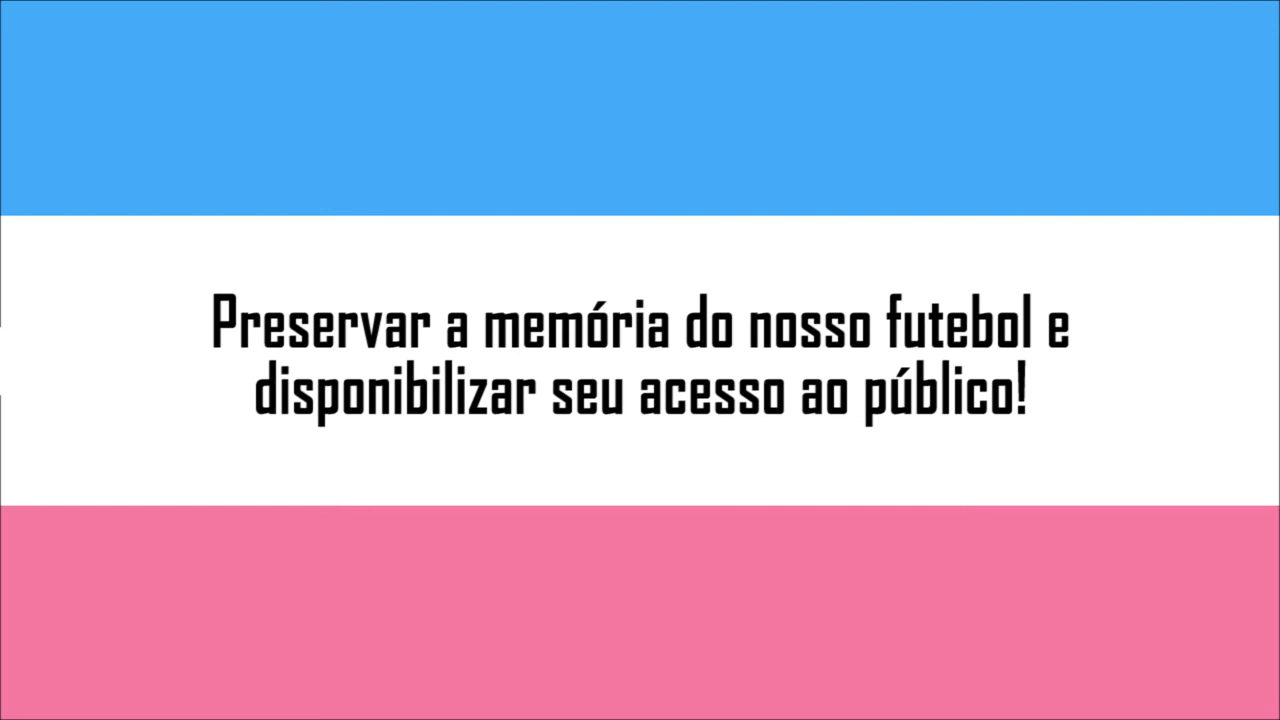 Preservar a memória do nosso futebol e
disponibilizar seu acesso ao público!